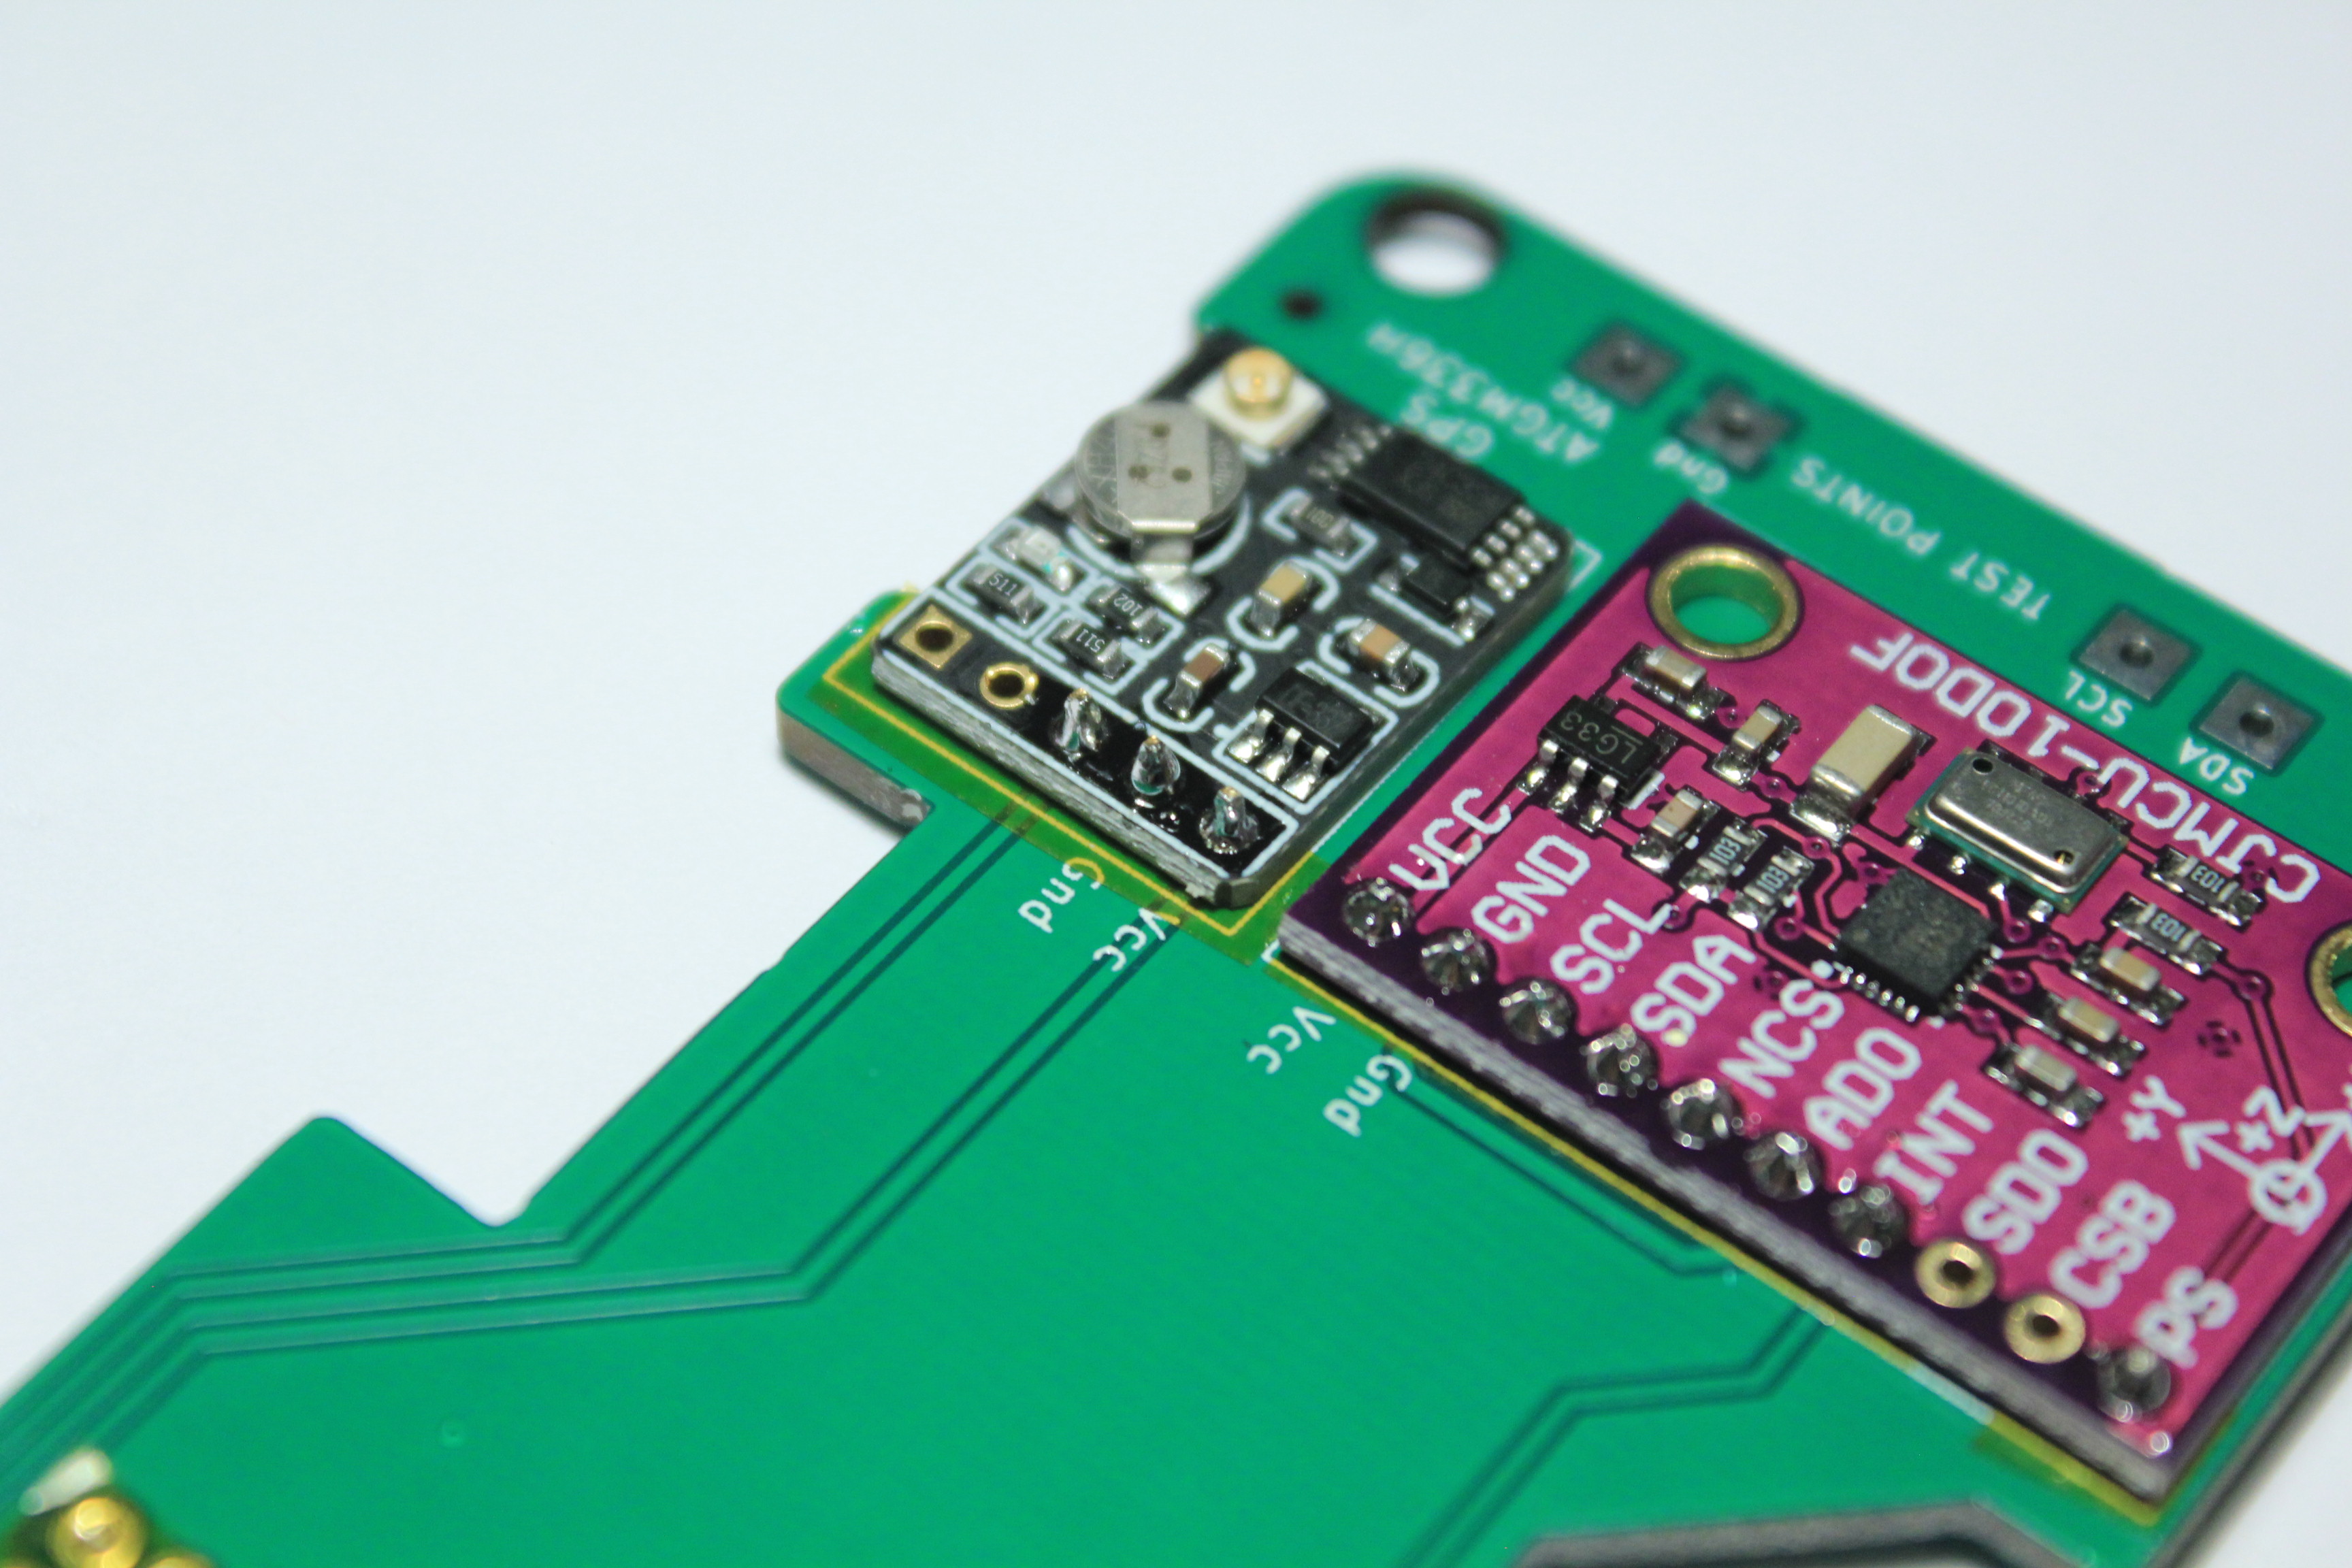 ATGM336H
GPS
Vcc
Gnd
TEST POINTS
SCL
SDA
Gnd
Vcc
Vcc
Gnd
511
102
511
CJMCU-10DOF
LG33
103
103
103
103
VCC
GND
SCL
SDA
NCS
ADO
INT
SDO
CSB
PS
+Y
+Z